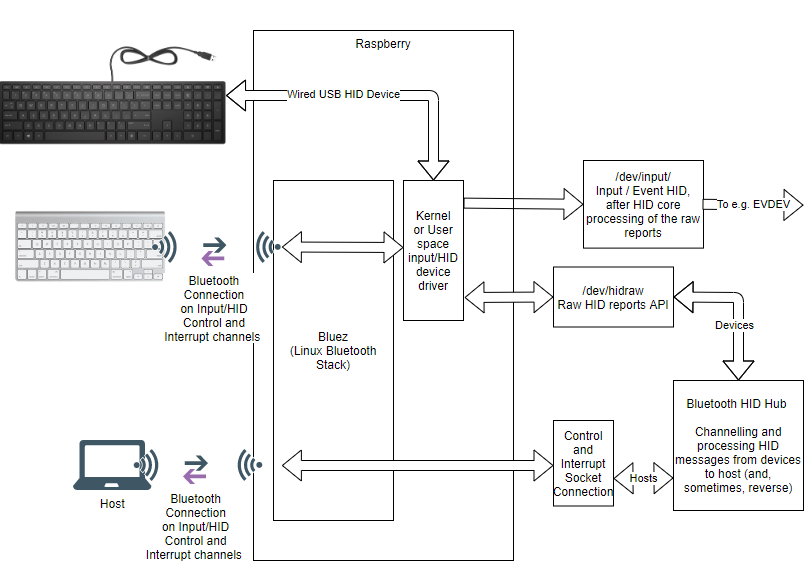 Raspberry
Wired USB HID Device
/dev/input/
Input / Event HID,
after HID core
processing of the raw
reports
To e.g. EVDEV
Kernel
or User
space
input/HID
device
driver
Bluetooth
Connection
on Input/HID
Control and
Interrupt channels
/dev/hidraw
Raw HID reports API
Devices
Bluez
(Linux Bluetooth
Stack)
Bluetooth HID Hub
Channelling and
processing HID
messages from devices
to host (and,
sometimes, reverse)
Control
and
Interrupt
Socket
Connection
Hosts
Host
Bluetooth
Connection
on Input/HID
Control and
Interrupt channels